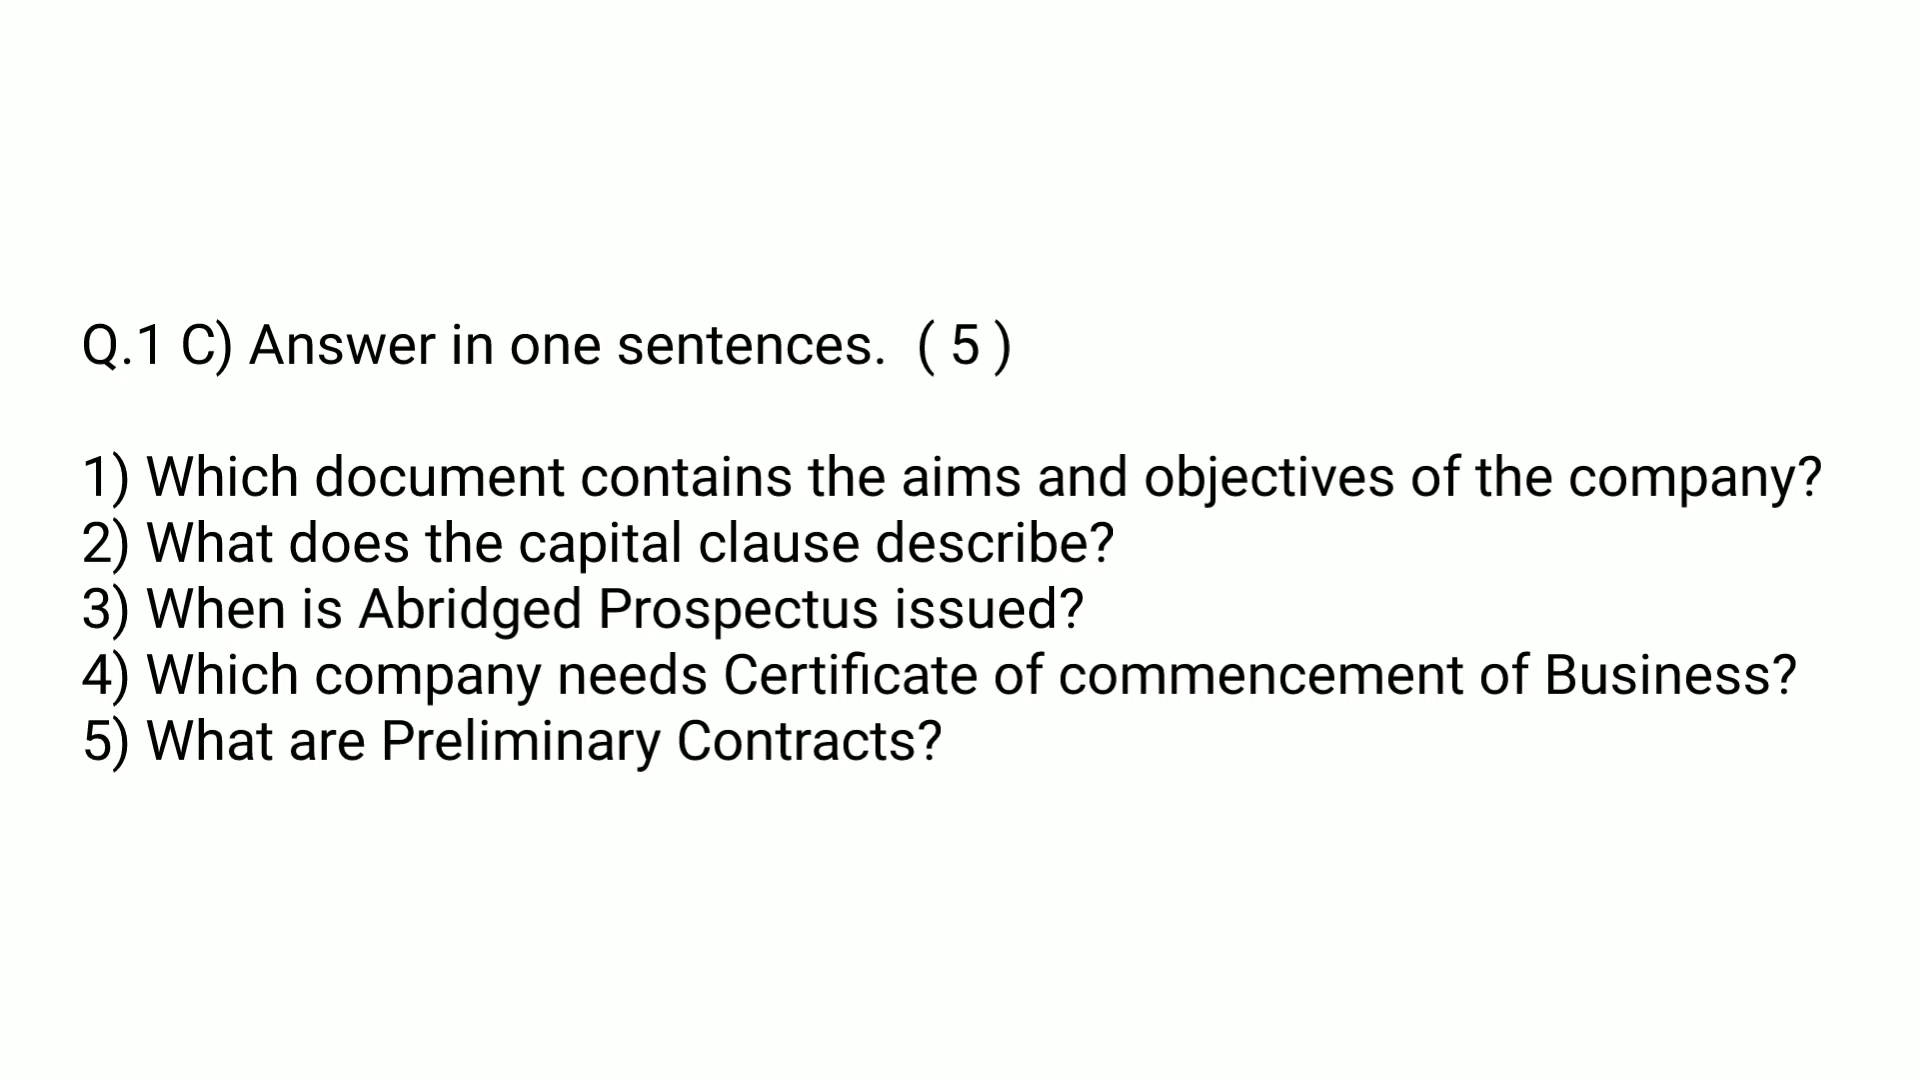 Q.1 C) Answer in one sentences.  ( 5 )
1) Which document contains the aims and objectives of the company?
2) What does the capital clause describe?
3) When is Abridged Prospectus issued?
4) Which company needs Certificate of commencement of Business?
5) What are Preliminary Contracts?